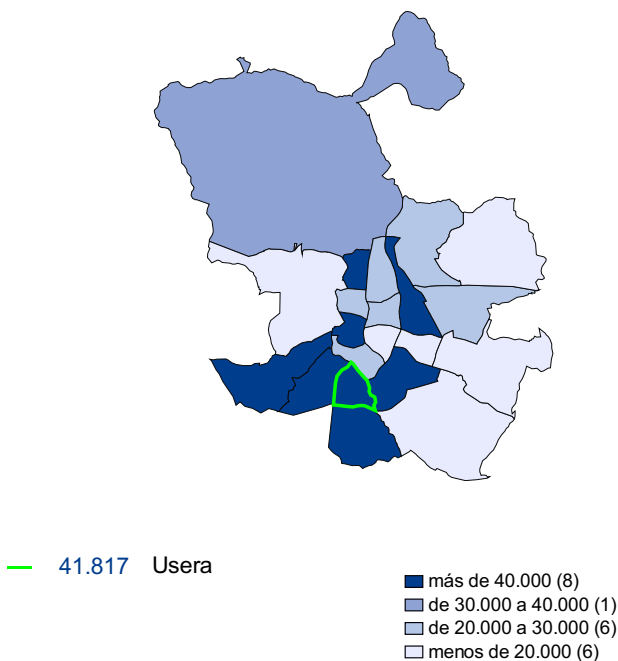 41.817 Usera
más de 40.000 (8)
de 30.000 a 40.000 (1)
de 20.000 a 30.000 (6)
menos de 20.000 (6)